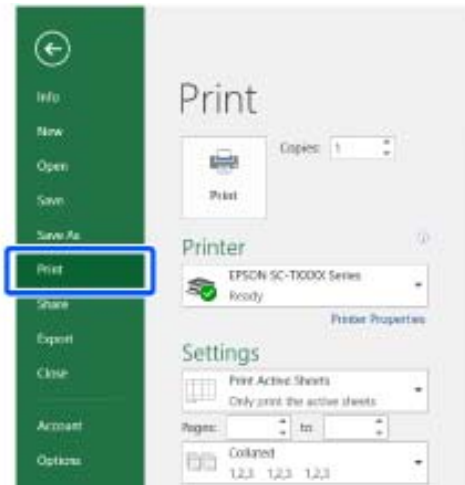 Info
New
Open
Save
Save As
Print
Share
Export
Close
Account
Options
Print
Copies: 1
Print
Printer
EPSON SC-TXXXX Series
Ready
Printer Properties
Settings
Print Active Sheets
Only print the active sheets
Pages: to:
Collated
1,2,3 1,2,3 1,2,3